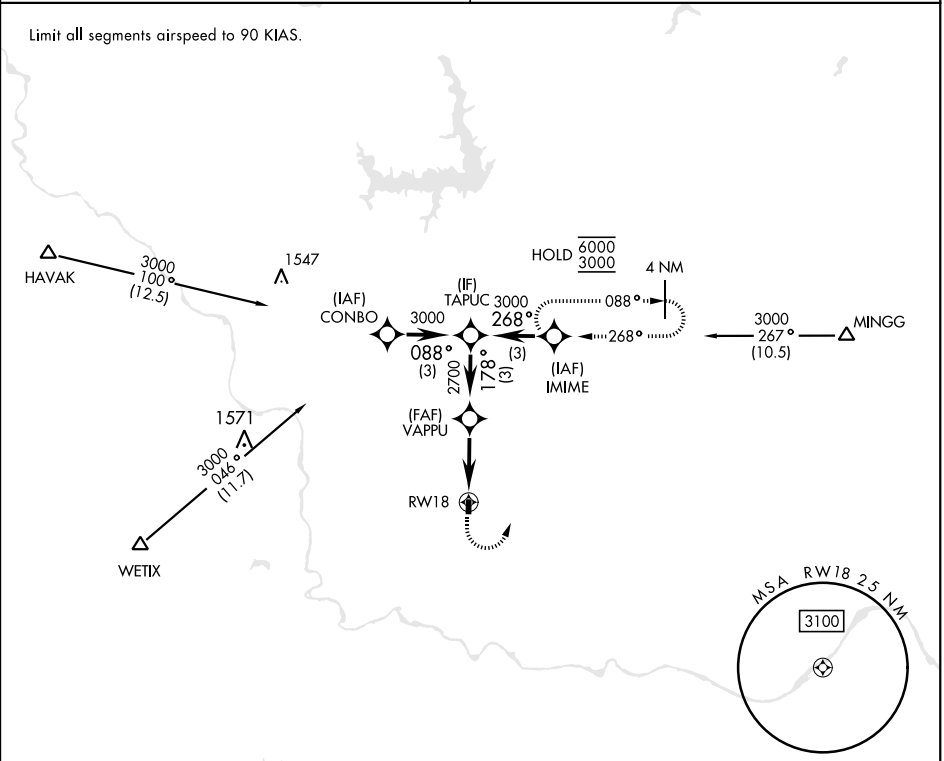 Limit all segments airspeed to 90 KIAS.
HAVAK
3000
100°
(12.5)
1547
(IAF)
CONBO
3000
088°
(3)
(IF)
TAPUC
3000
268°
(3)
HOLD 6000
3000
4 NM
088°
268°
(IAF)
IMIME
3000
267°
(10.5)
MINGG
2700
178°
(3)
(FAF)
VAPPU
RW18
1571
3000
046°
(11.7)
WETIX
MSA RW18 25 NM
3100